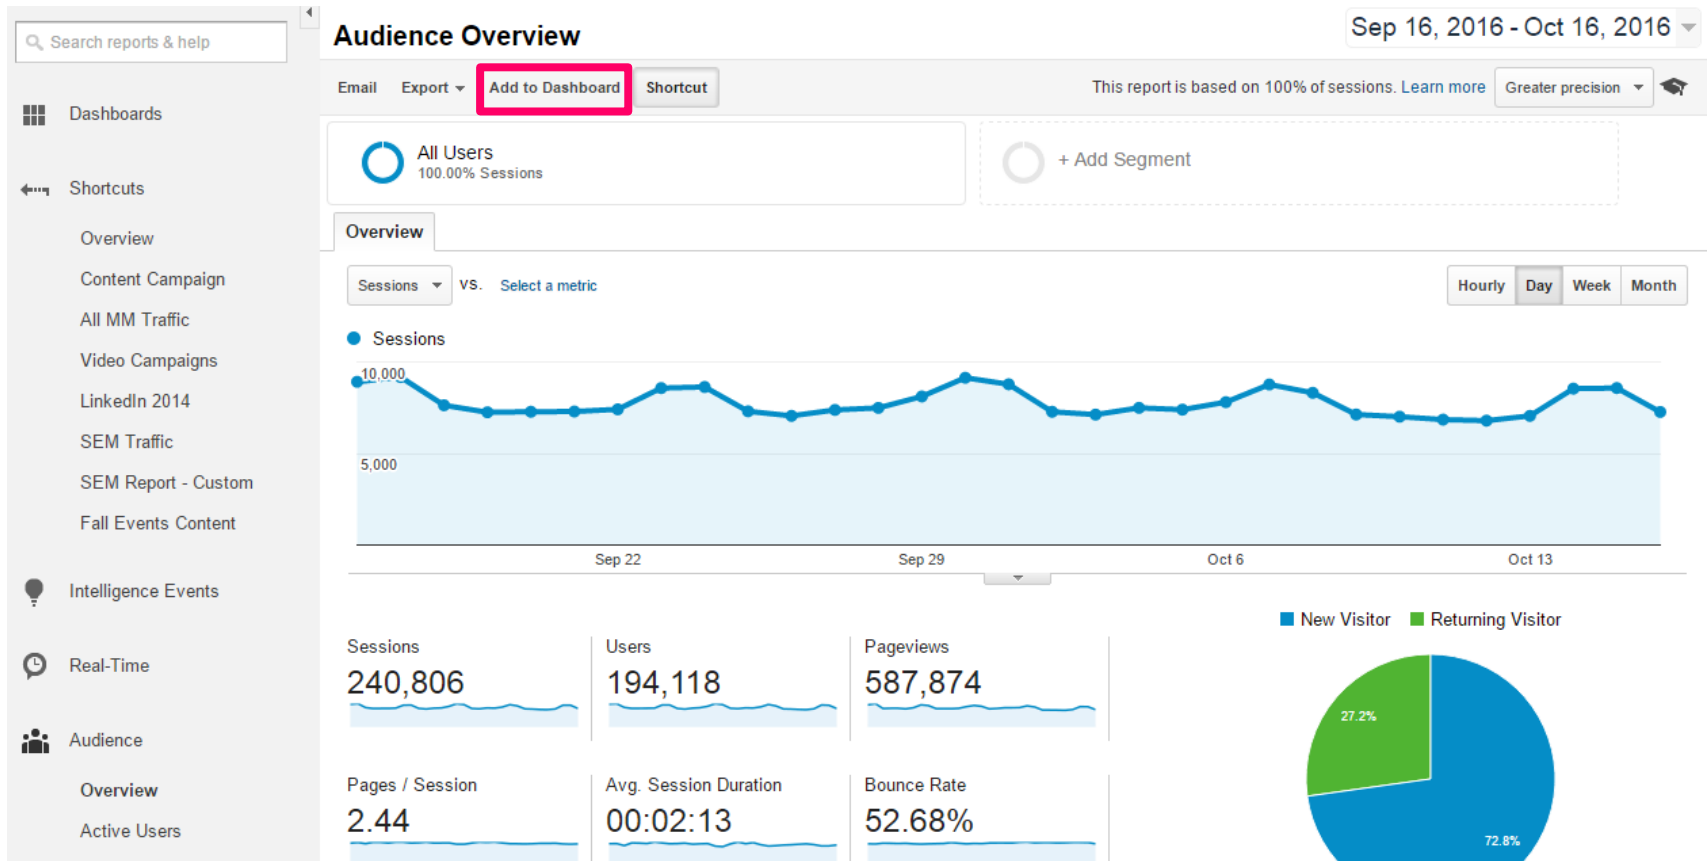 Search reports & help
Dashboards
Shortcuts
Overview
Content Campaign
All MM Traffic
Video Campaigns
LinkedIn 2014
SEM Traffic
SEM Report - Custom
Fall Events Content
Intelligence Events
Real-Time
Audience
Overview
Active Users
Audience Overview
Sep 16, 2016 - Oct 16, 2016
Email Export Add to Dashboard Shortcut
This report is based on 100% of sessions. Learn more Greater precision
All Users
100.00% Sessions
+ Add Segment
Overview
Sessions VS. Select a metric
Hourly Day Week Month
Sessions
10,000
5,000
Sep 22 Sep 29 Oct 6 Oct 13
New Visitor Returning Visitor
Sessions
240,806
Users
194,118
Pageviews
587,874
Pages / Session
2.44
Avg. Session Duration
00:02:13
Bounce Rate
52.68%
27.2%
72.8%